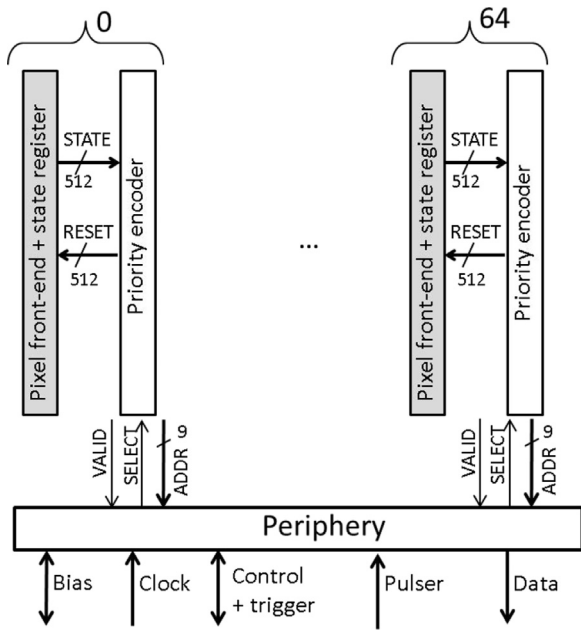 0
64
Pixel front-end + state register
STATE
512
RESET
512
Priority encoder
...
Pixel front-end + state register
STATE
512
RESET
512
Priority encoder
VALID
SELECT
9
ADDR
VALID
SELECT
9
ADDR
Periphery
Bias
Clock
Control
+ trigger
Pulser
Data